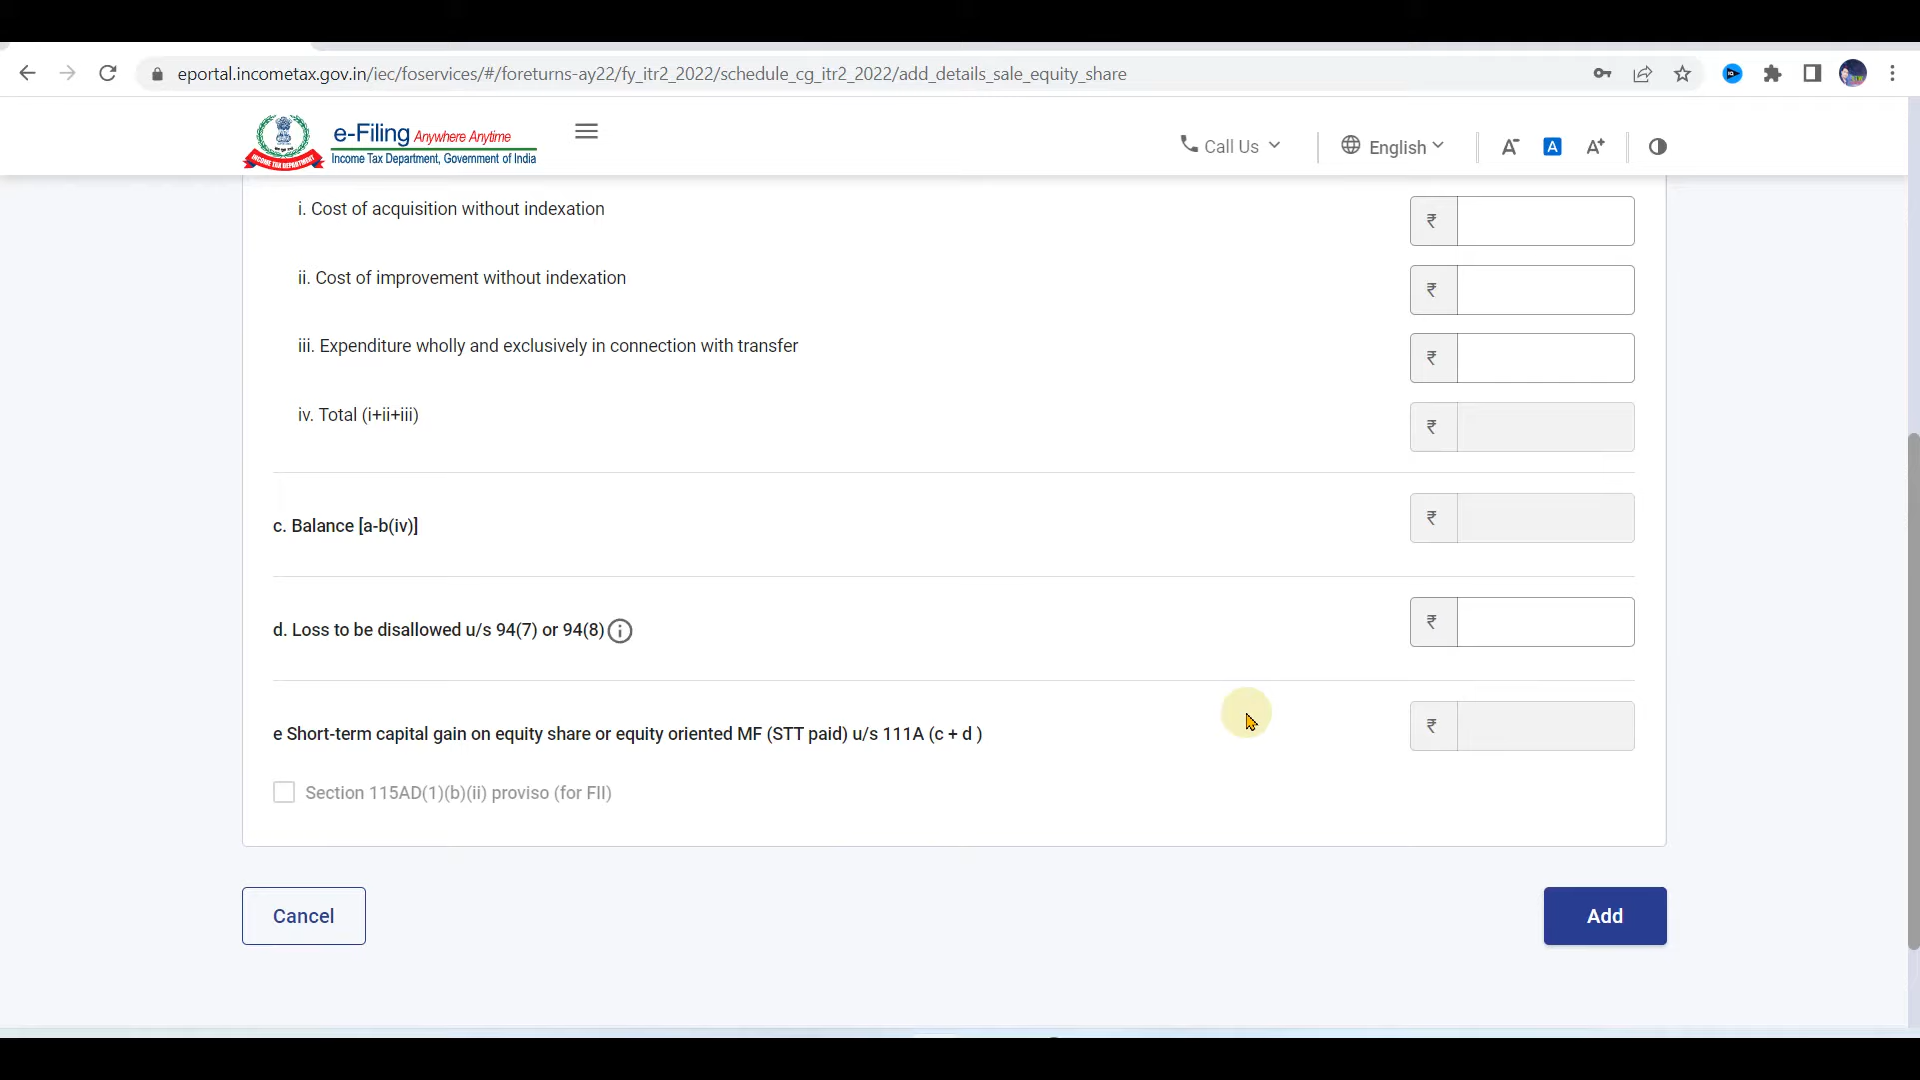 eportal.incometax.gov.in/iec/foservices/#/foreturns-ay22/fy_itr2_2022/schedule_cg_itr2_2022/add_details_sale_equity_share
e-Filing Anywhere Anytime
Income Tax Department, Government of India
INCOME TAX DEPARTMENT
Call Us
English
A-
A
A+
i. Cost of acquisition without indexation
₹
ii. Cost of improvement without indexation
₹
iii. Expenditure wholly and exclusively in connection with transfer
₹
iv. Total (i+ii+iii)
₹
c. Balance [a-b(iv)]
₹
d. Loss to be disallowed u/s 94(7) or 94(8)
₹
e Short-term capital gain on equity share or equity oriented MF (STT paid) u/s 111A (c + d )
₹
Section 115AD(1)(b)(ii) proviso (for FII)
Cancel
Add